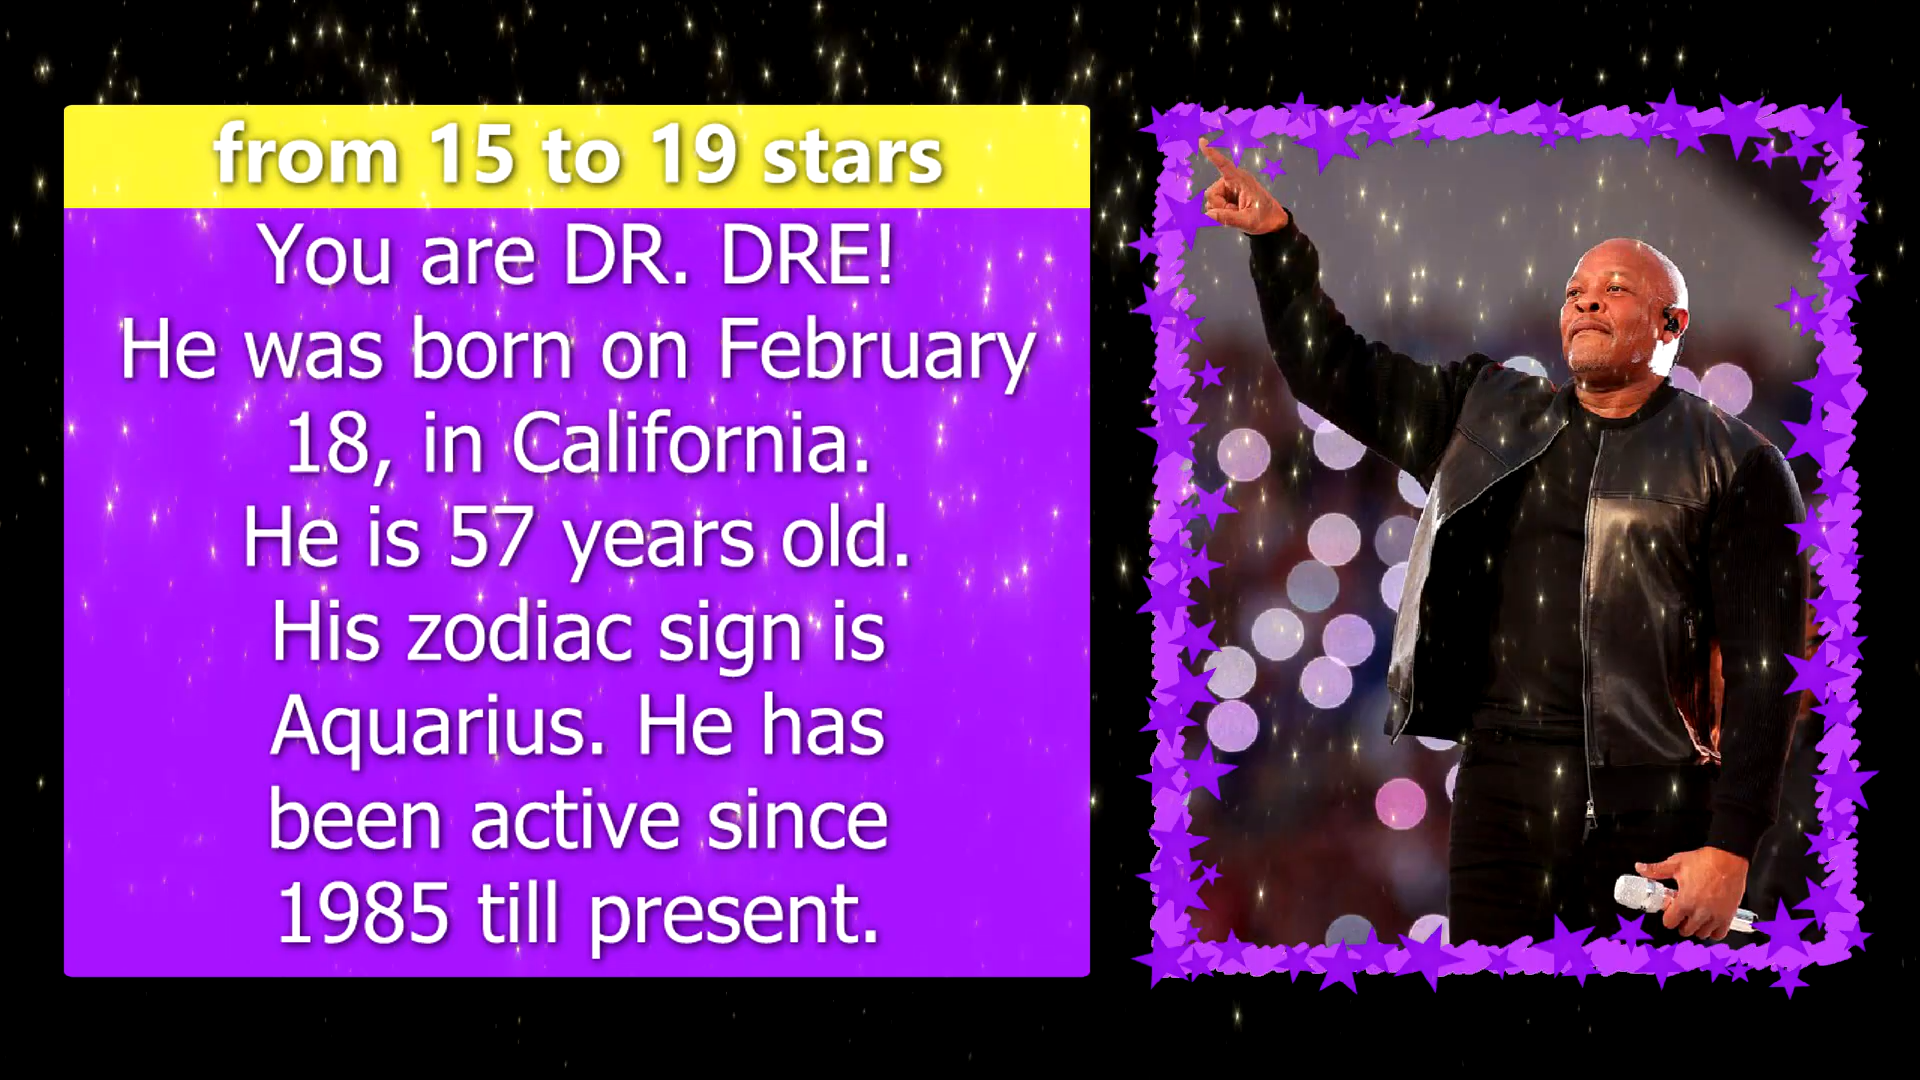 from 15 to 19 stars
You are DR. DRE!
He was born on February
18, in California.
He is 57 years old.
His zodiac sign is
Aquarius. He has
been active since
1985 till present.